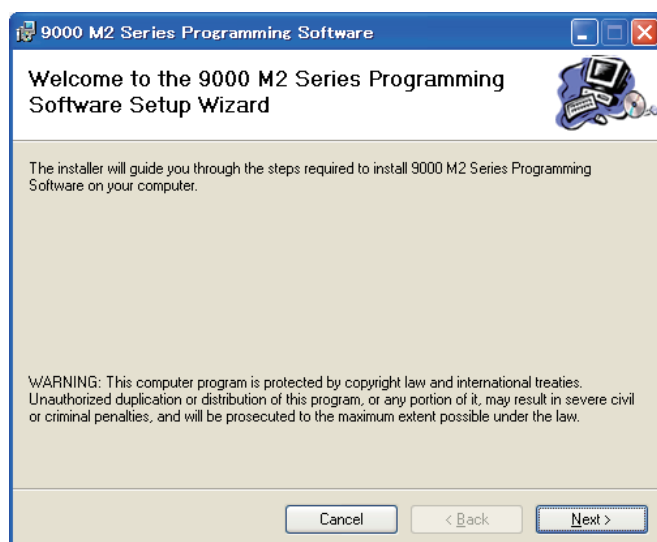 9000 M2 Series Programming Software
Welcome to the 9000 M2 Series Programming
Software Setup Wizard
The installer will guide you through the steps required to install 9000 M2 Series Programming
Software on your computer.
WARNING: This computer program is protected by copyright law and international treaties.
Unauthorized duplication or distribution of this program, or any portion of it, may result in severe civil
or criminal penalties, and will be prosecuted to the maximum extent possible under the law.
Cancel < Back Next >